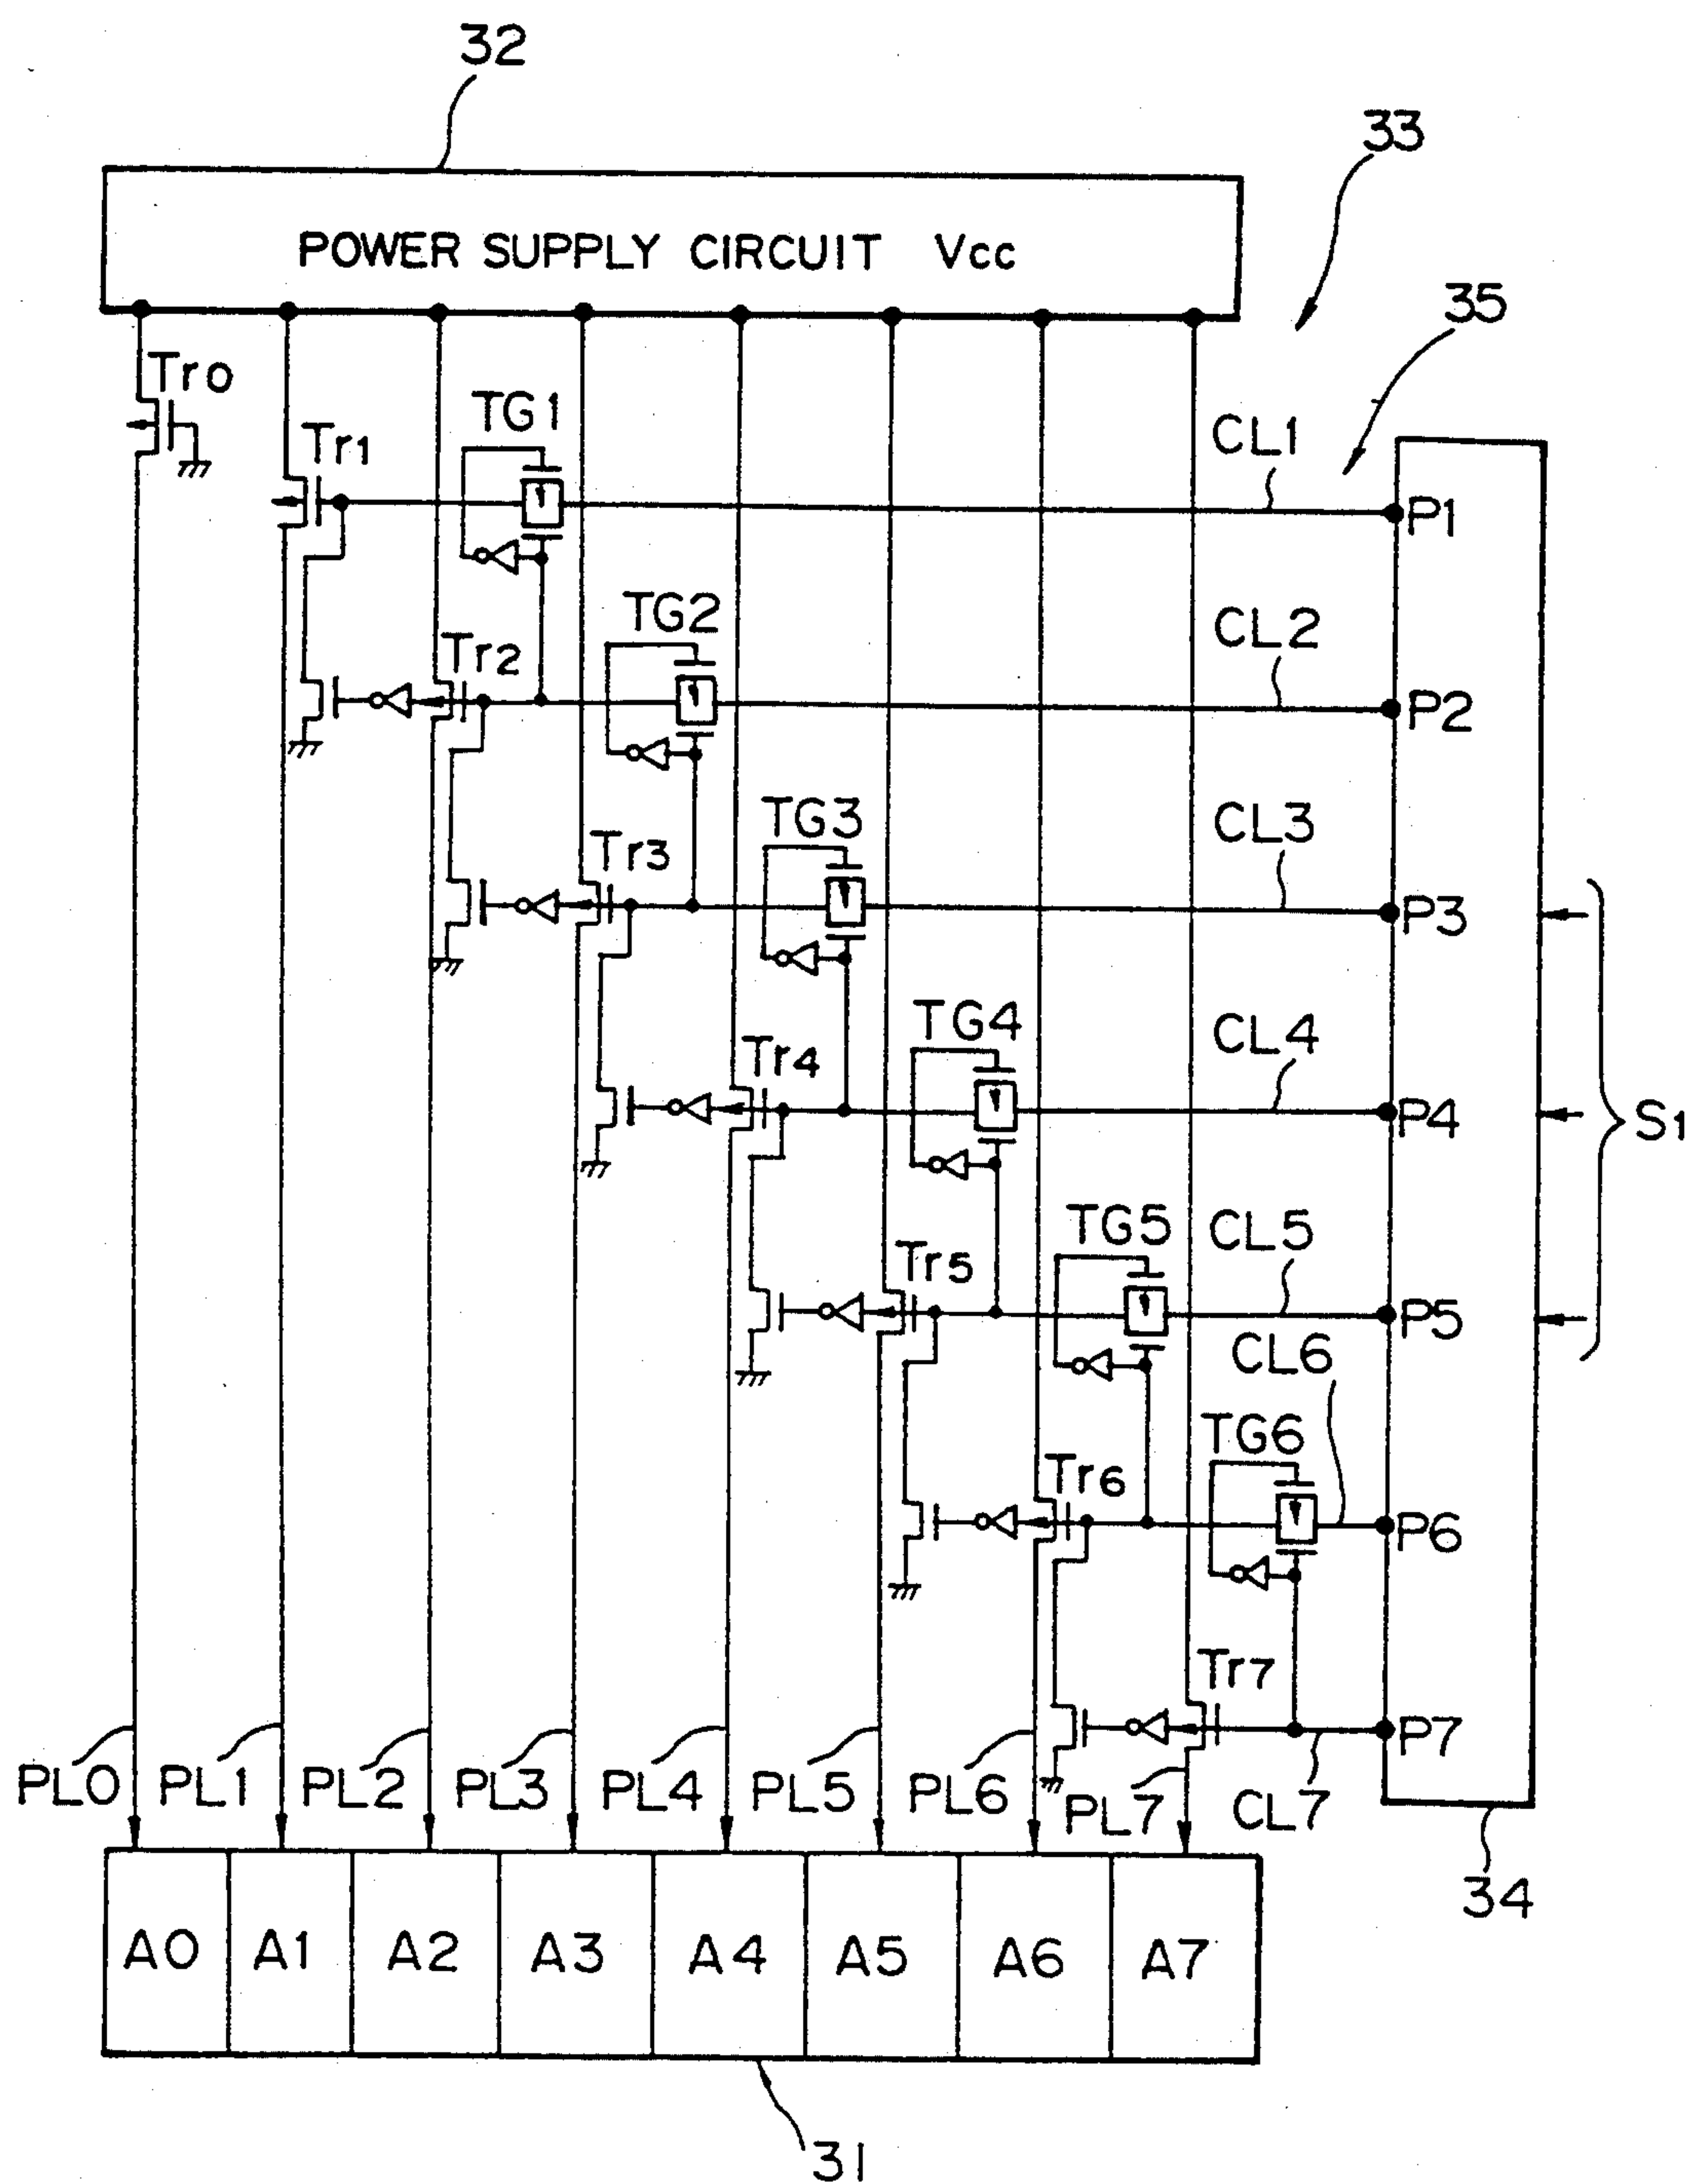 32
33
POWER SUPPLY CIRCUIT Vcc
35
Tr0
TG1
CL1
Tr1
P1
TG2
CL2
Tr2
P2
TG3
CL3
Tr3
P3
TG4
CL4
Tr4
P4
S1
TG5
CL5
Tr5
P5
CL6
TG6
Tr6
P6
Tr7
P7
PL0
PL1
PL2
PL3
PL4
PL5
PL6
PL7
CL7
34
A0
A1
A2
A3
A4
A5
A6
A7
31